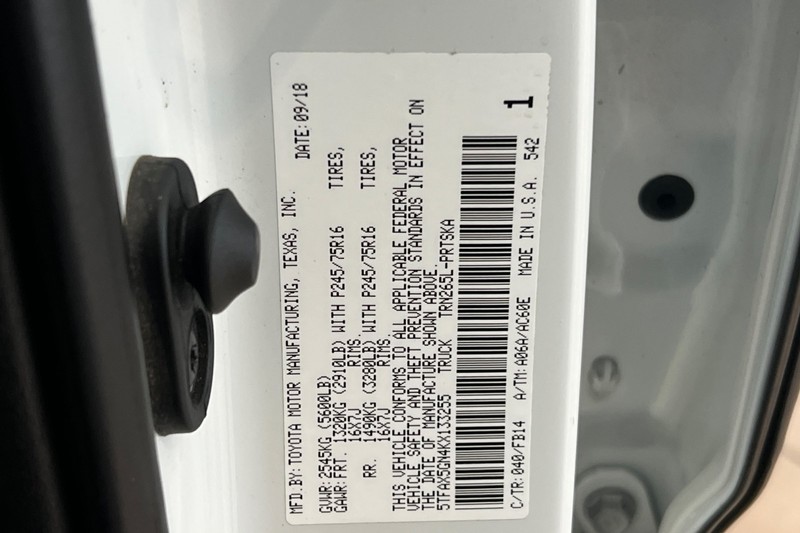 MFD.BY:TOYOTA MOTOR MANUFACTURING, TEXAS, INC. DATE:09/18
GVWR:2545KG (5600LB)
GAWR:FRT. 1320KG (2910LB) WITH P245/75R16 TIRES,
16X7J RIMS.
RR. 1490KG (3280LB) WITH P245/75R16 TIRES,
16X7J RIMS.
THIS VEHICLE CONFORMS TO ALL APPLICABLE FEDERAL MOTOR
VEHICLE SAFETY AND THEFT PREVENTION STANDARDS IN EFFECT ON
THE DATE OF MANUFACTURE SHOWN ABOVE.
5TFAX5GN4KX133255 TRUCK TRN265L-PRTSKA
C/TR:040/FB14 A/TM:A06A/AC60E MADE IN U.S.A. 542
1